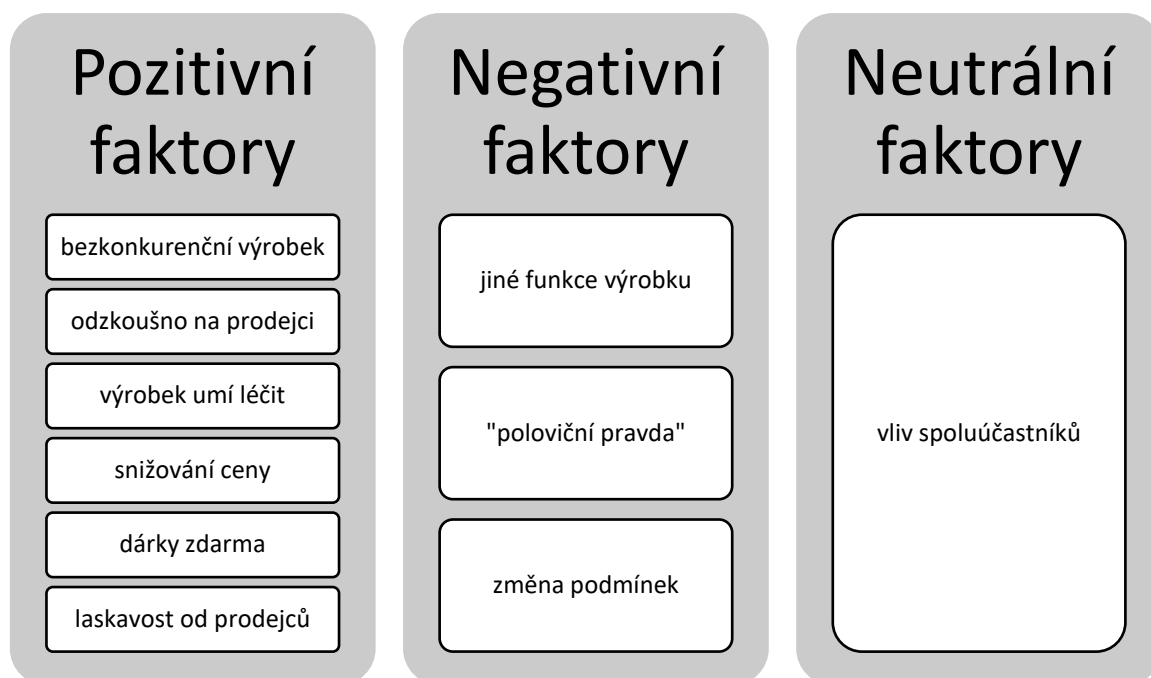 Pozitivní
faktory
bezkonkurenční výrobek
odzkoušno na prodejci
výrobek umí léčit
snižování ceny
dárky zdarma
laskavost od prodejců
Negativní
faktory
jiné funkce výrobku
"poloviční pravda"
změna podmínek
Neutrální
faktory
vliv spoluúčastníků